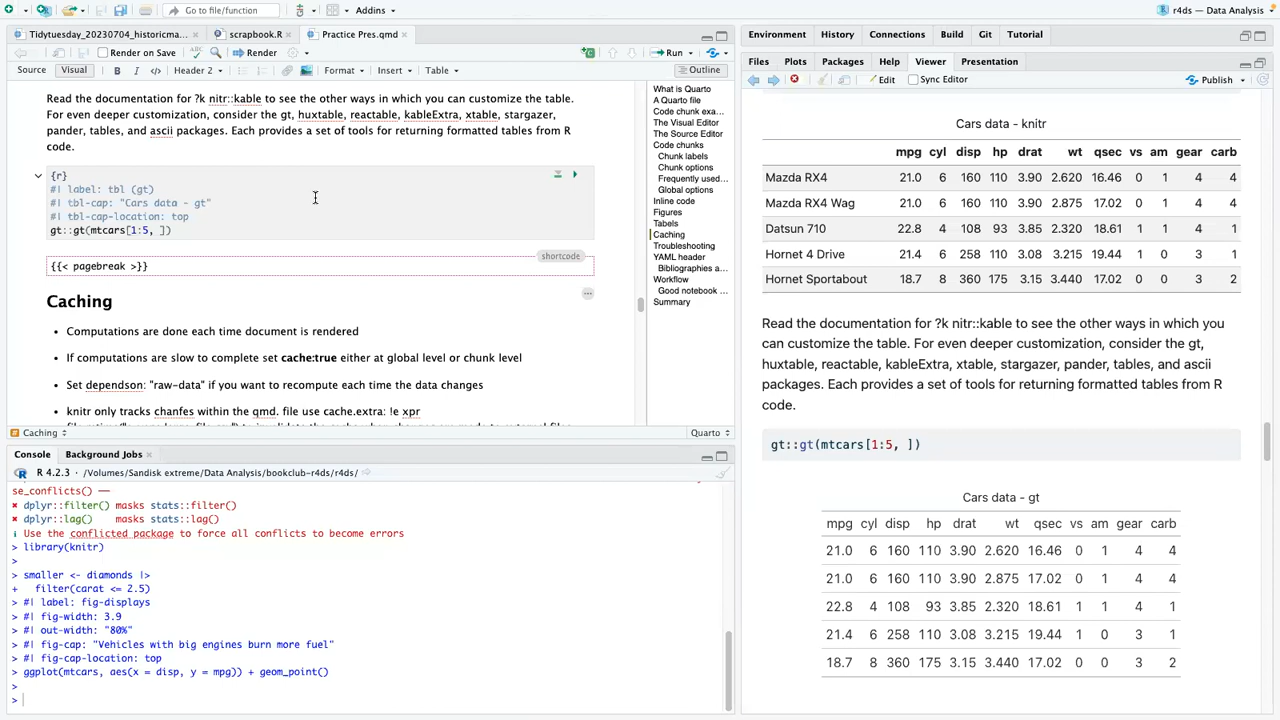 Go to file/function
Addins
r4ds — Data Analysis
Tidytuesday_20230704_historicma...
scrapbook.R
Practice Pres.qmd
Render on Save
Render
Run
Source
Visual
B
I
</>
Header 2
Format
Insert
Table
Outline
Read the documentation for ?k nitr::kable to see the other ways in which you can customize the table.
For even deeper customization, consider the gt, huxtable, reactable, kableExtra, xtable, stargazer,
pander, tables, and ascii packages. Each provides a set of tools for returning formatted tables from R
code.
{r}
#| label: tbl (gt)
#| tbl-cap: "Cars data - gt"
#| tbl-cap-location: top
gt::gt(mtcars[1:5, ])
shortcode
{{< pagebreak >}}
Caching
• Computations are done each time document is rendered
• If computations are slow to complete set cache:true either at global level or chunk level
• Set dependson: "raw-data" if you want to recompute each time the data changes
• knitr only tracks chanfes within the qmd. file use cache.extra: !e xpr
What is Quarto
A Quarto file
Code chunk exa...
The Visual Editor
The Source Editor
Code chunks
Chunk labels
Chunk options
Frequently used...
Global options
Inline code
Figures
Tabels
Caching
Troubleshooting
YAML header
Bibliographies a...
Workflow
Good notebook ...
Summary
Caching
Quarto
Console
Background Jobs
R 4.2.3 · /Volumes/Sandisk extreme/Data Analysis/bookclub-r4ds/r4ds/
se_conflicts() ──
✖ dplyr::filter() masks stats::filter()
✖ dplyr::lag()    masks stats::lag()
ℹ Use the conflicted package to force all conflicts to become errors
> library(knitr)
>
> smaller <- diamonds |>
+   filter(carat <= 2.5)
> #| label: fig-displays
> #| fig-width: 3.9
> #| out-width: "80%"
> #| fig-cap: "Vehicles with big engines burn more fuel"
> #| fig-cap-location: top
> ggplot(mtcars, aes(x = disp, y = mpg)) + geom_point()
>
>
Environment
History
Connections
Build
Git
Tutorial
Files
Plots
Packages
Help
Viewer
Presentation
Edit
Sync Editor
Publish
Cars data - knitr
mpg cyl disp hp drat wt qsec vs am gear carb
Mazda RX4 21.0 6 160 110 3.90 2.620 16.46 0 1 4 4
Mazda RX4 Wag 21.0 6 160 110 3.90 2.875 17.02 0 1 4 4
Datsun 710 22.8 4 108 93 3.85 2.320 18.61 1 1 4 1
Hornet 4 Drive 21.4 6 258 110 3.08 3.215 19.44 1 0 3 1
Hornet Sportabout 18.7 8 360 175 3.15 3.440 17.02 0 0 3 2
Read the documentation for ?k nitr::kable to see the other ways in which you
can customize the table. For even deeper customization, consider the gt,
huxtable, reactable, kableExtra, xtable, stargazer, pander, tables, and ascii
packages. Each provides a set of tools for returning formatted tables from R
code.
gt::gt(mtcars[1:5, ])
Cars data - gt
mpg cyl disp hp drat wt qsec vs am gear carb
21.0 6 160 110 3.90 2.620 16.46 0 1 4 4
21.0 6 160 110 3.90 2.875 17.02 0 1 4 4
22.8 4 108 93 3.85 2.320 18.61 1 1 4 1
21.4 6 258 110 3.08 3.215 19.44 1 0 3 1
18.7 8 360 175 3.15 3.440 17.02 0 0 3 2